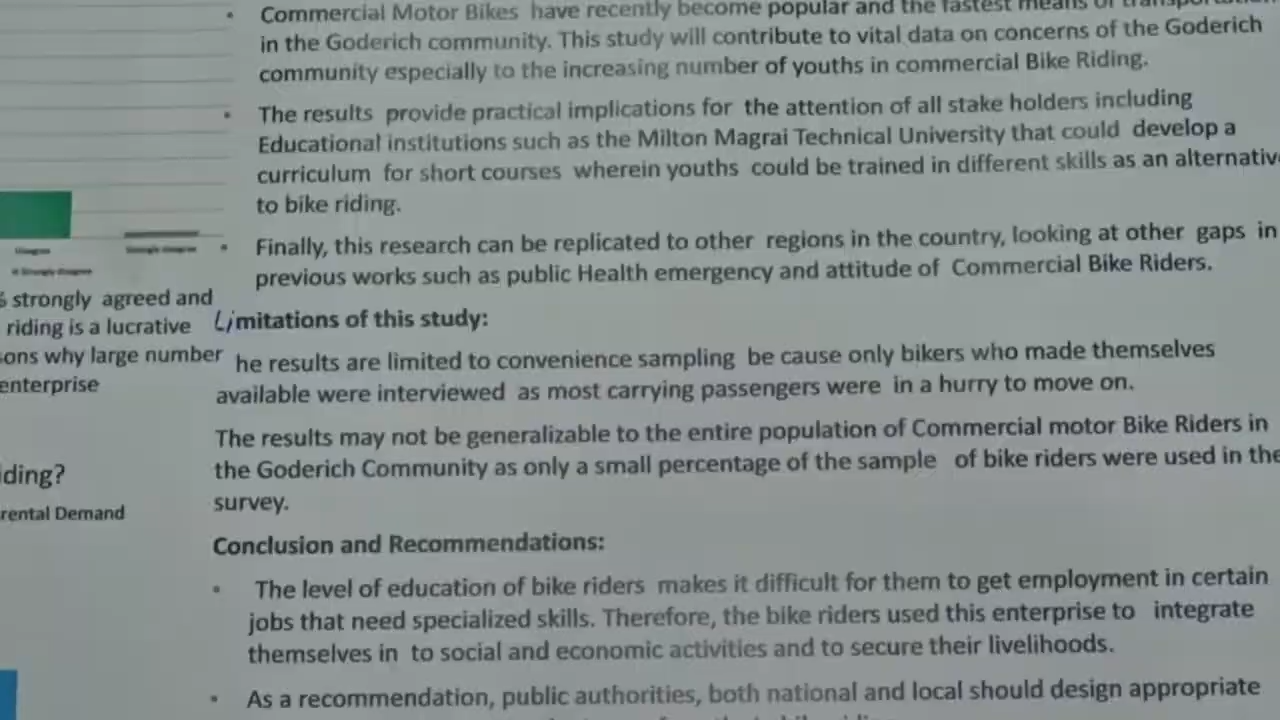 Commercial Motor Bikes have recently become popular and the fastest means of transportation
in the Goderich community. This study will contribute to vital data on concerns of the Goderich
community especially to the increasing number of youths in commercial Bike Riding.
The results provide practical implications for the attention of all stake holders including
Educational institutions such as the Milton Magrai Technical University that could develop a
curriculum for short courses wherein youths could be trained in different skills as an alternative
to bike riding.
Finally, this research can be replicated to other regions in the country, looking at other gaps in
previous works such as public Health emergency and attitude of Commercial Bike Riders.
Limitations of this study:
he results are limited to convenience sampling be cause only bikers who made themselves
available were interviewed as most carrying passengers were in a hurry to move on.
The results may not be generalizable to the entire population of Commercial motor Bike Riders in
the Goderich Community as only a small percentage of the sample of bike riders were used in the
survey.
Conclusion and Recommendations:
The level of education of bike riders makes it difficult for them to get employment in certain
jobs that need specialized skills. Therefore, the bike riders used this enterprise to integrate
themselves in to social and economic activities and to secure their livelihoods.
As a recommendation, public authorities, both national and local should design appropriate
Disagree
Strongly disagree
Strongly disagree
strongly agreed and
riding is a lucrative
ons why large number
enterprise
ding?
rental Demand